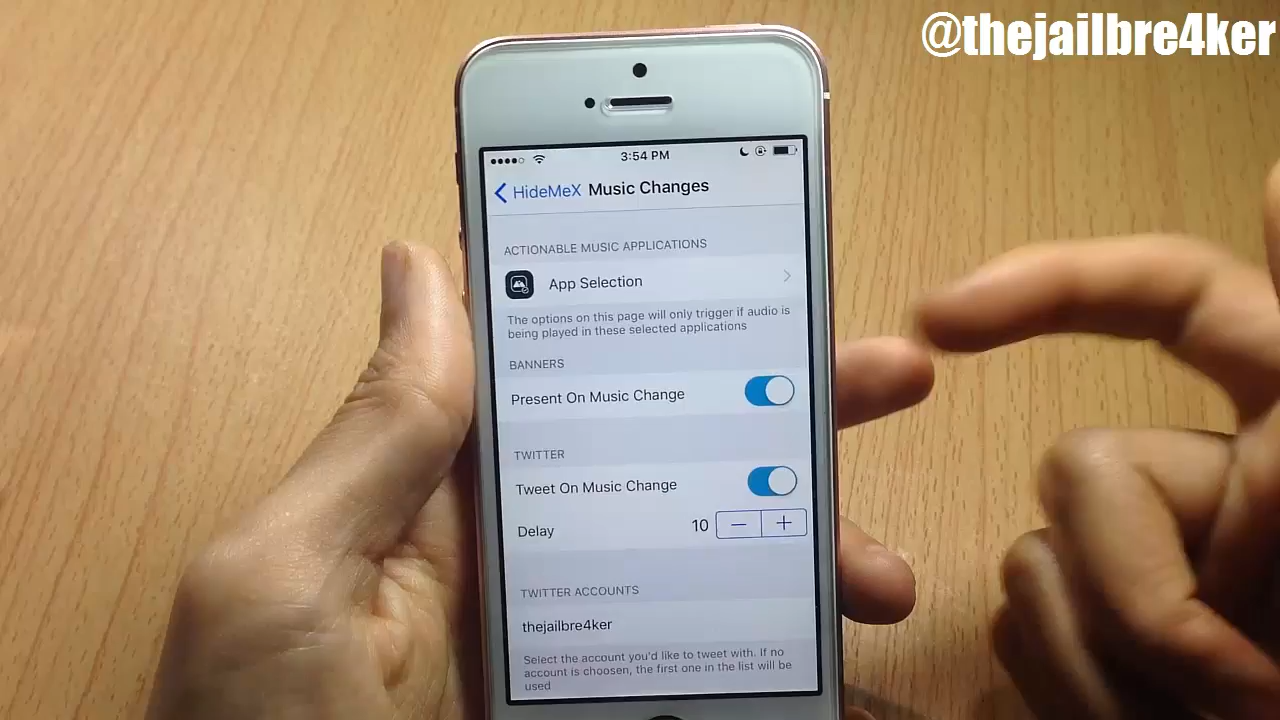 @thejailbre4ker
3:54 PM
HideMeX Music Changes
ACTIONABLE MUSIC APPLICATIONS
App Selection
The options on this page will only trigger if audio is
being played in these selected applications
BANNERS
Present On Music Change
TWITTER
Tweet On Music Change
Delay 10 − +
TWITTER ACCOUNTS
thejailbre4ker
Select the account you'd like to tweet with. If no
account is choosen, the first one in the list will be
used